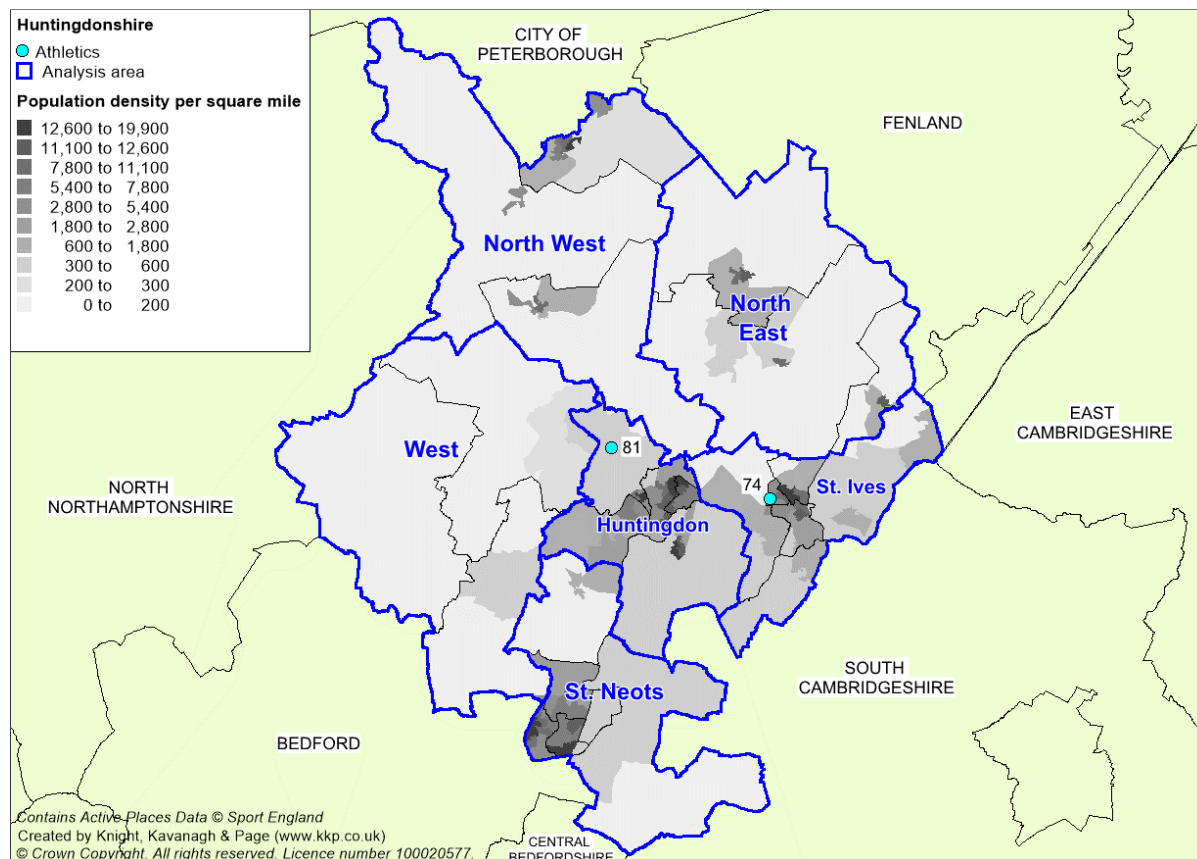 Huntingdonshire
Athletics
Analysis area
Population density per square mile
12,600 to 19,900
11,100 to 12,600
7,800 to 11,100
5,400 to 7,800
2,800 to 5,400
1,800 to 2,800
600 to 1,800
300 to 600
200 to 300
0 to 200
CITY OF
PETERBOROUGH
FENLAND
North West
North
East
EAST
CAMBRIDGESHIRE
West
81
NORTH
NORTHAMPTONSHIRE
74
St. Ives
Huntingdon
SOUTH
CAMBRIDGESHIRE
St. Neots
BEDFORD
Contains Active Places Data © Sport England
Created by Knight, Kavanagh & Page (www.kkp.co.uk)
© Crown Copyright. All rights reserved. Licence number 100020577.
CENTRAL
BEDFORDSHIRE